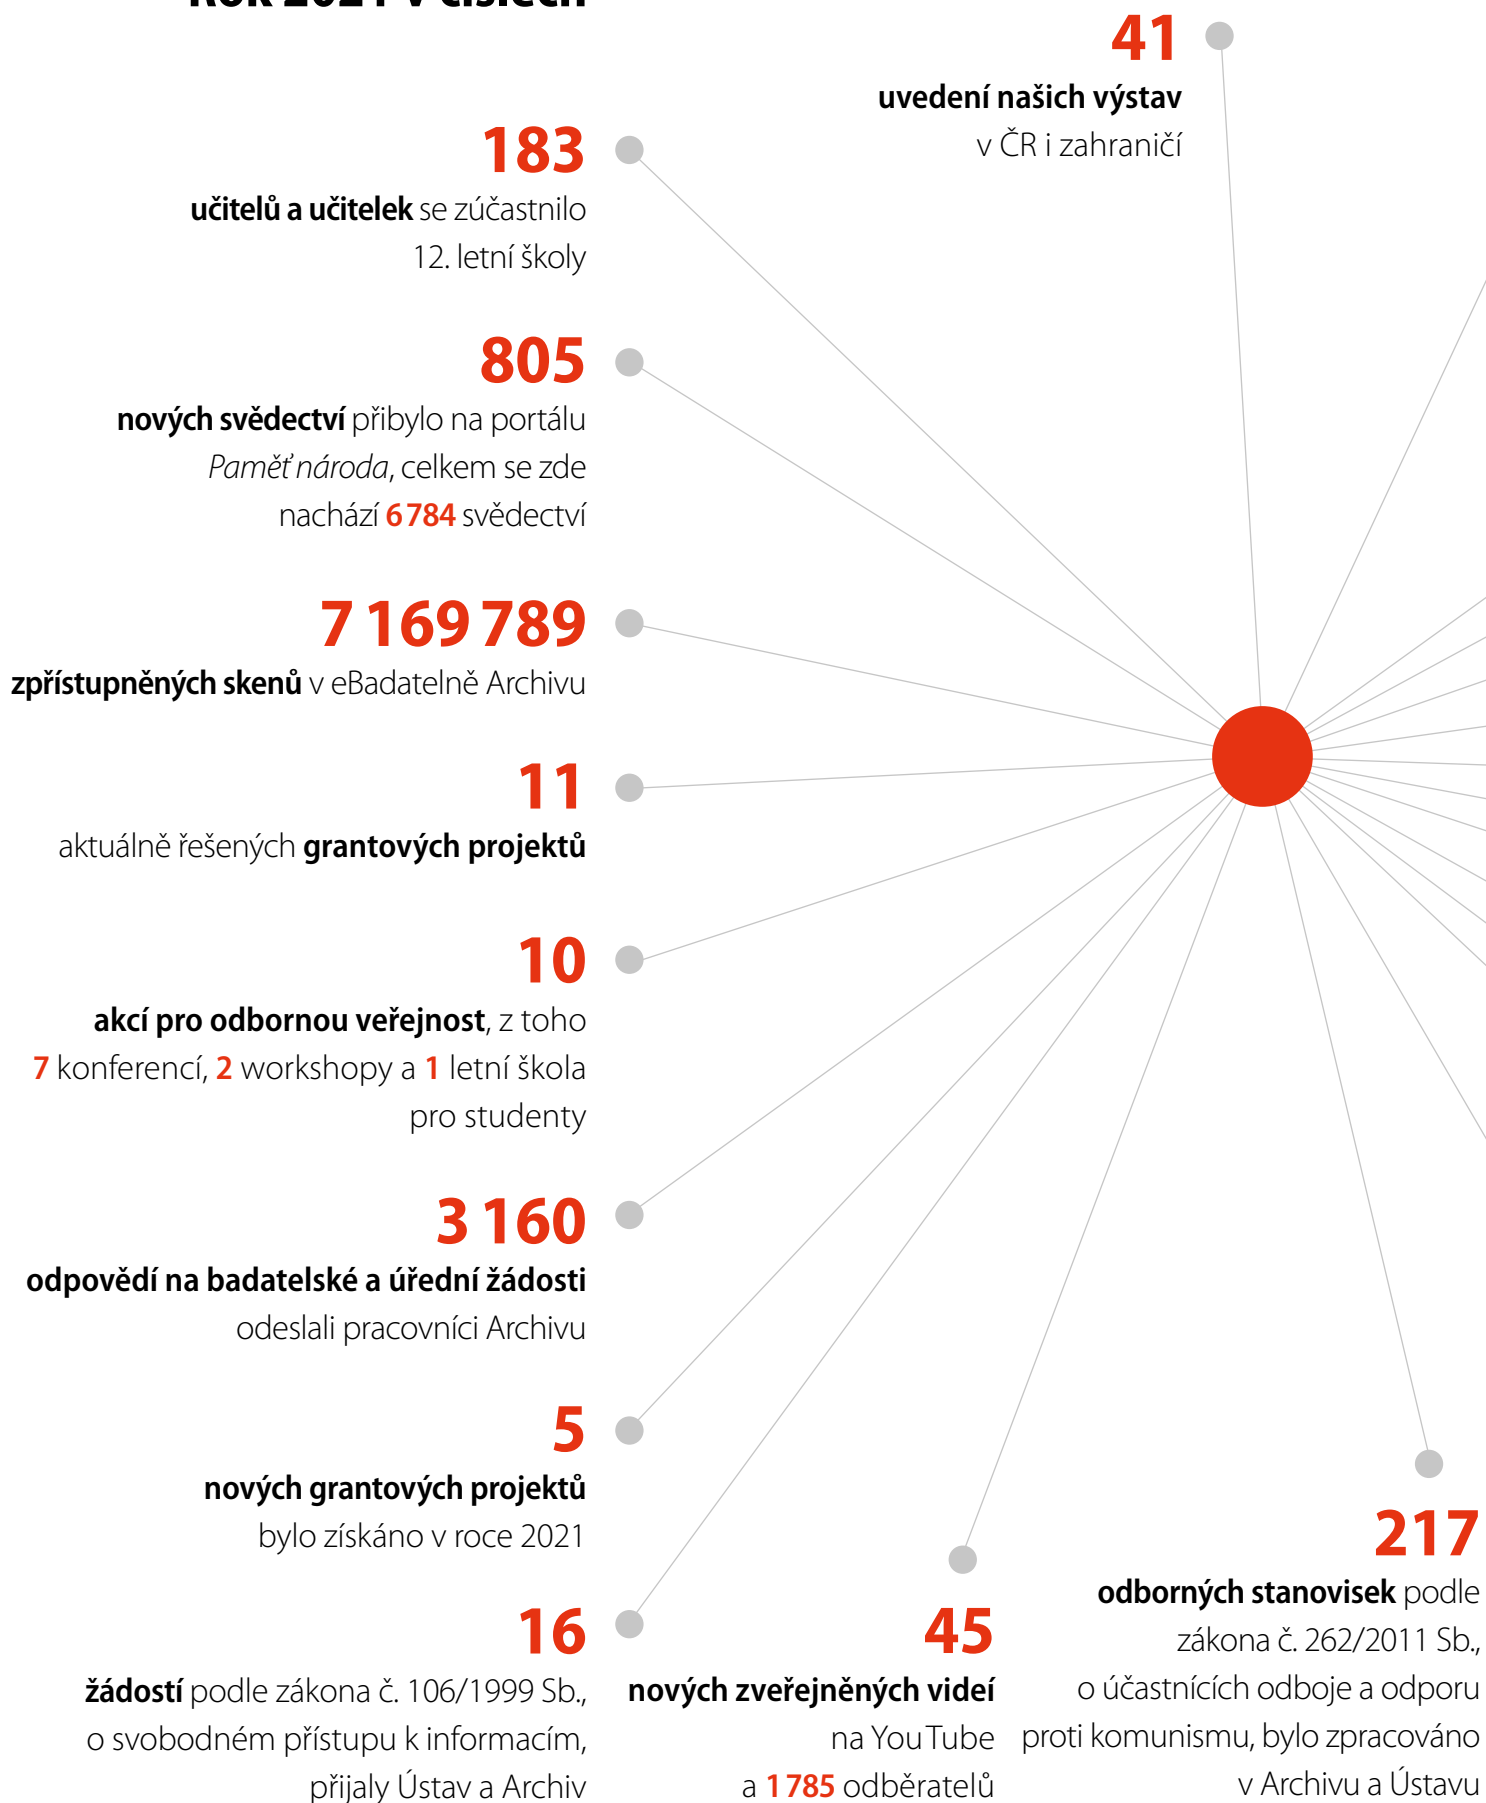 Rok 2021 v číslech
41
uvedení našich výstav
v ČR i zahraničí
183
učitelů a učitelek se zúčastnilo
12. letní školy
805
nových svědectví přibylo na portálu
Paměť národa, celkem se zde
nachází 6 784 svědectví
7 169 789
zpřístupněných skenů v eBadatelně Archivu
11
aktuálně řešených grantových projektů
10
akcí pro odbornou veřejnost, z toho
7 konferencí, 2 workshopy a 1 letní škola
pro studenty
3 160
odpovědí na badatelské a úřední žádosti
odeslali pracovníci Archivu
5
nových grantových projektů
bylo získáno v roce 2021
16
žádostí podle zákona č. 106/1999 Sb.,
o svobodném přístupu k informacím,
přijaly Ústav a Archiv
45
nových zveřejněných videí
na YouTube
a 1 785 odběratelů
217
odborných stanovisek podle
zákona č. 262/2011 Sb.,
o účastnících odboje a odporu
proti komunismu, bylo zpracováno
v Archivu a Ústavu